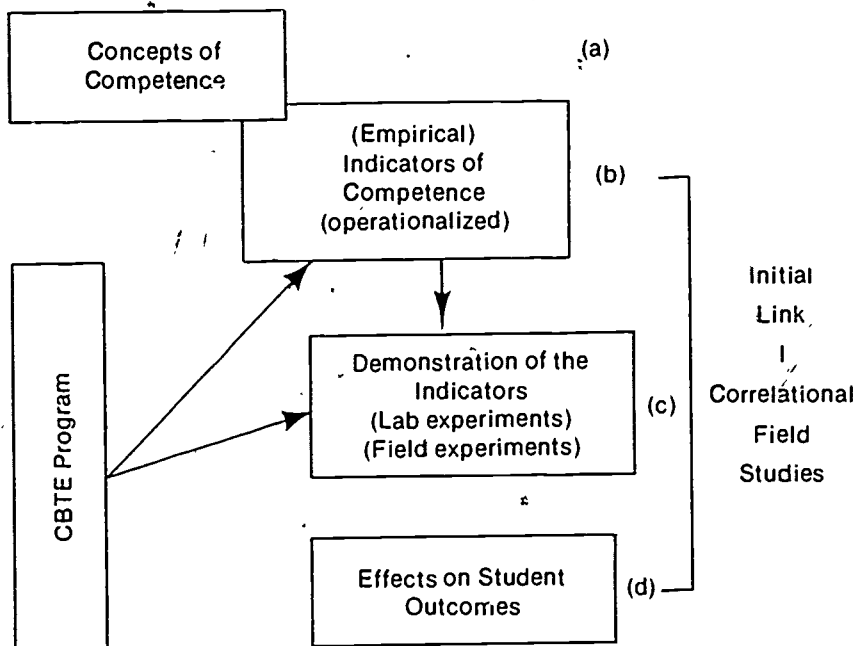 Concepts of
Competence
(a)
(Empirical)
Indicators of
Competence
(operationalized)
(b)
Demonstration of the
Indicators
(Lab experiments)
(Field experiments)
(c)
Effects on Student
Outcomes
(d)
CBTE Program
Initial
Link
|
Correlational
Field
Studies